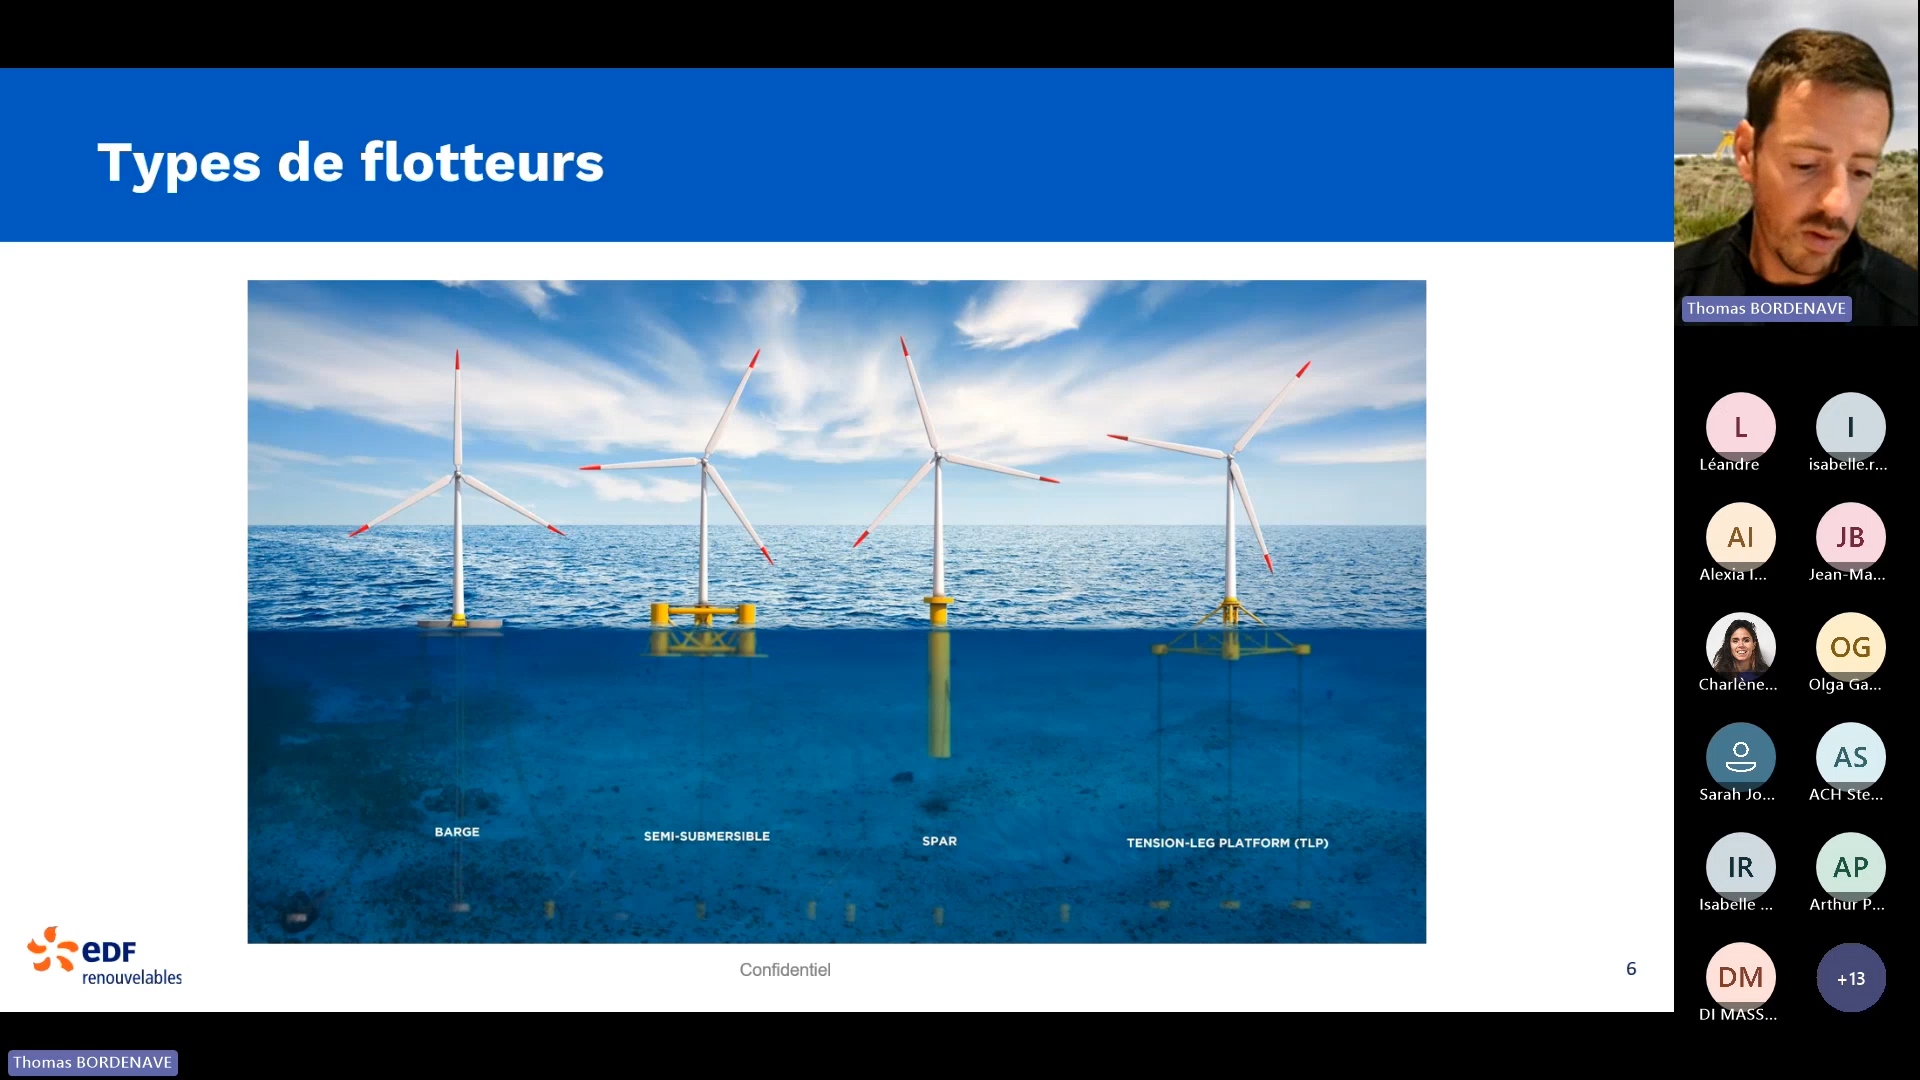 Types de flotteurs
BARGE
SEMI-SUBMERSIBLE
SPAR
TENSION-LEG PLATFORM (TLP)
eDF
renouvelables
Confidentiel
6
Thomas BORDENAVE
Thomas BORDENAVE
L
Léandre
I
isabelle.r...
AI
Alexia I...
JB
Jean-Ma...
Charlène...
OG
Olga Ga...
Sarah Jo...
AS
ACH Ste...
IR
Isabelle ...
AP
Arthur P...
DM
DI MASS...
+13